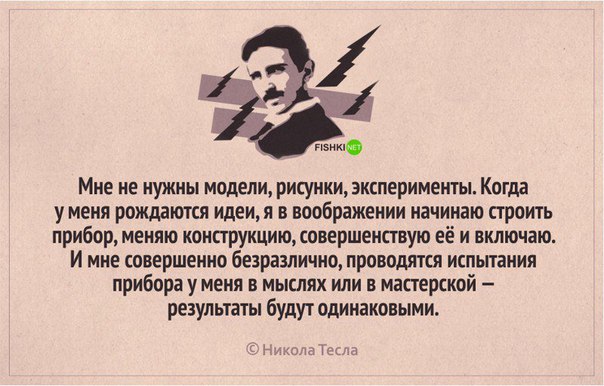 FISHKI NET
Мне не нужны модели, рисунки, эксперименты. Когда
у меня рождаются идеи, я в воображении начинаю строить
прибор, меняю конструкцию, совершенствую её и включаю.
И мне совершенно безразлично, проводятся испытания
прибора у меня в мыслях или в мастерской –
результаты будут одинаковыми.
© Никола Тесла